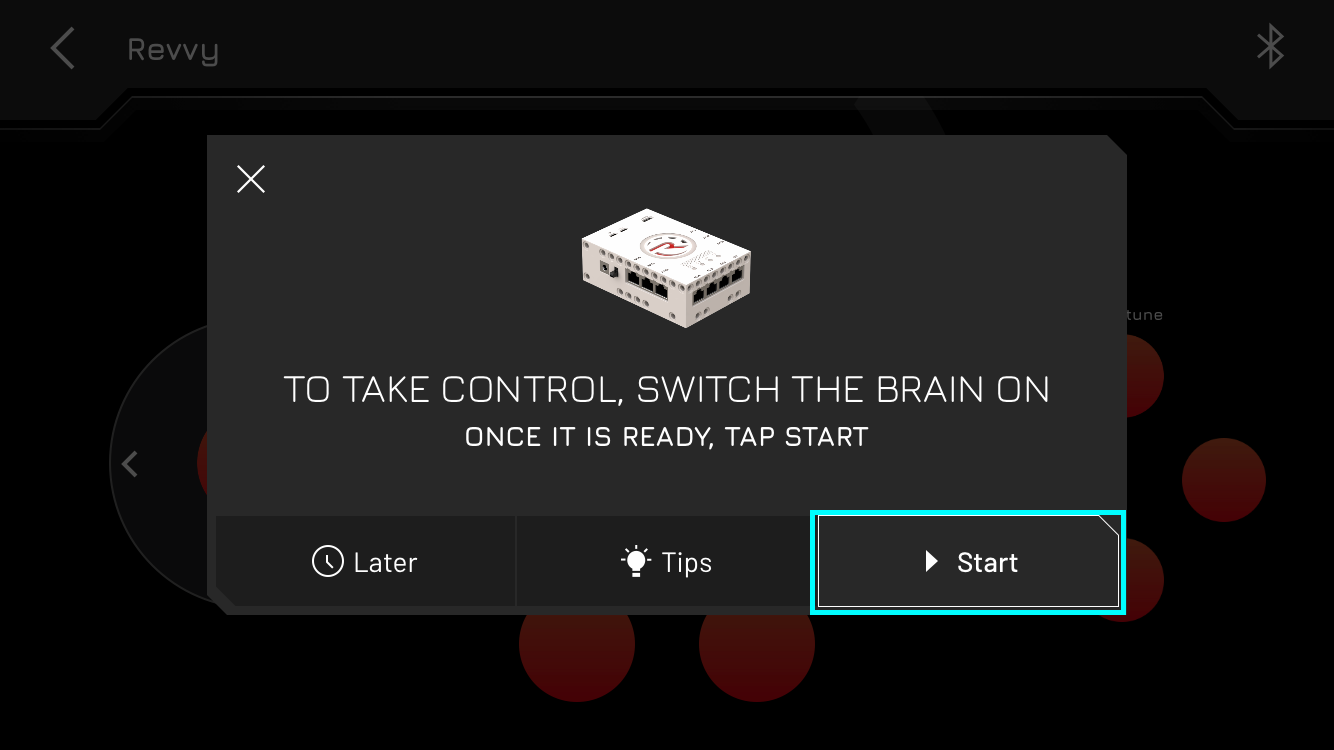 Revvy
tune
TO TAKE CONTROL, SWITCH THE BRAIN ON
ONCE IT IS READY, TAP START
Later
Tips
Start